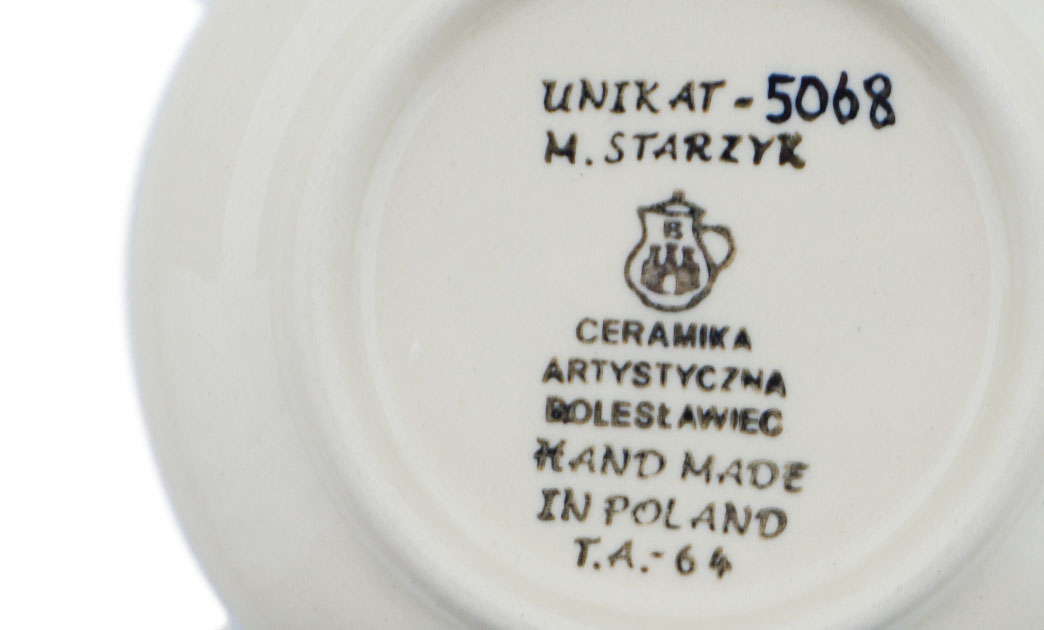 UNIKAT - 5068
M. STARZYK
B
CERAMIKA
ARTYSTYCZNA
BOLESŁAWIEC
HAND MADE
IN POLAND
T.A.-64